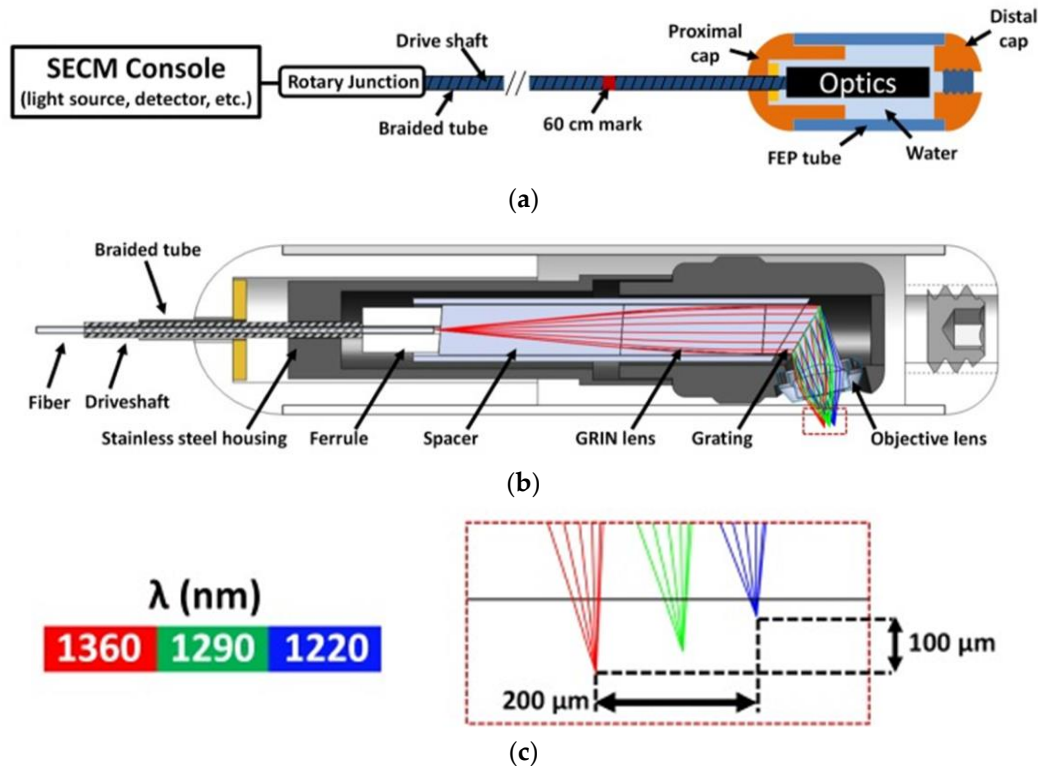 SECM Console
(light source, detector, etc.)
Rotary Junction
Drive shaft
Braided tube
60 cm mark
Proximal
cap
Distal
cap
Optics
FEP tube
Water
(a)
Braided tube
Fiber
Driveshaft
Stainless steel housing
Ferrule
Spacer
GRIN lens
Grating
Objective lens
(b)
λ (nm)
1360 1290 1220
100 μm
200 μm
(c)